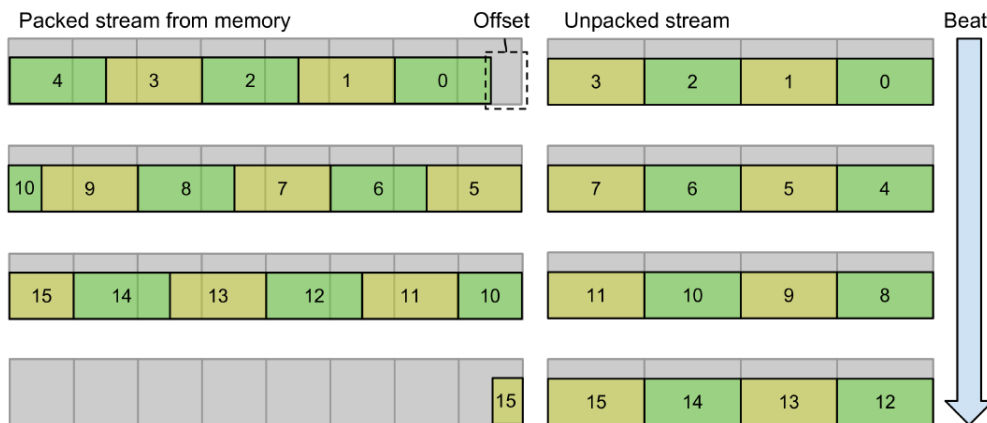 Packed stream from memory Offset Unpacked stream Beat
4 3 2 1 0 3 2 1 0
10 9 8 7 6 5 7 6 5 4
15 14 13 12 11 10 11 10 9 8
15 15 14 13 12